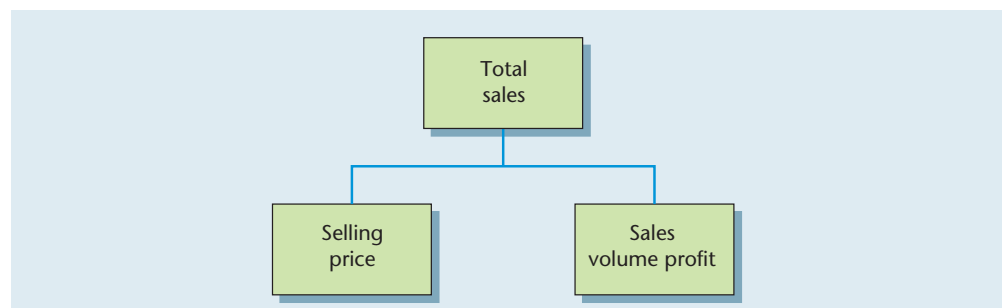 Total
sales
Selling
price
Sales
volume profit